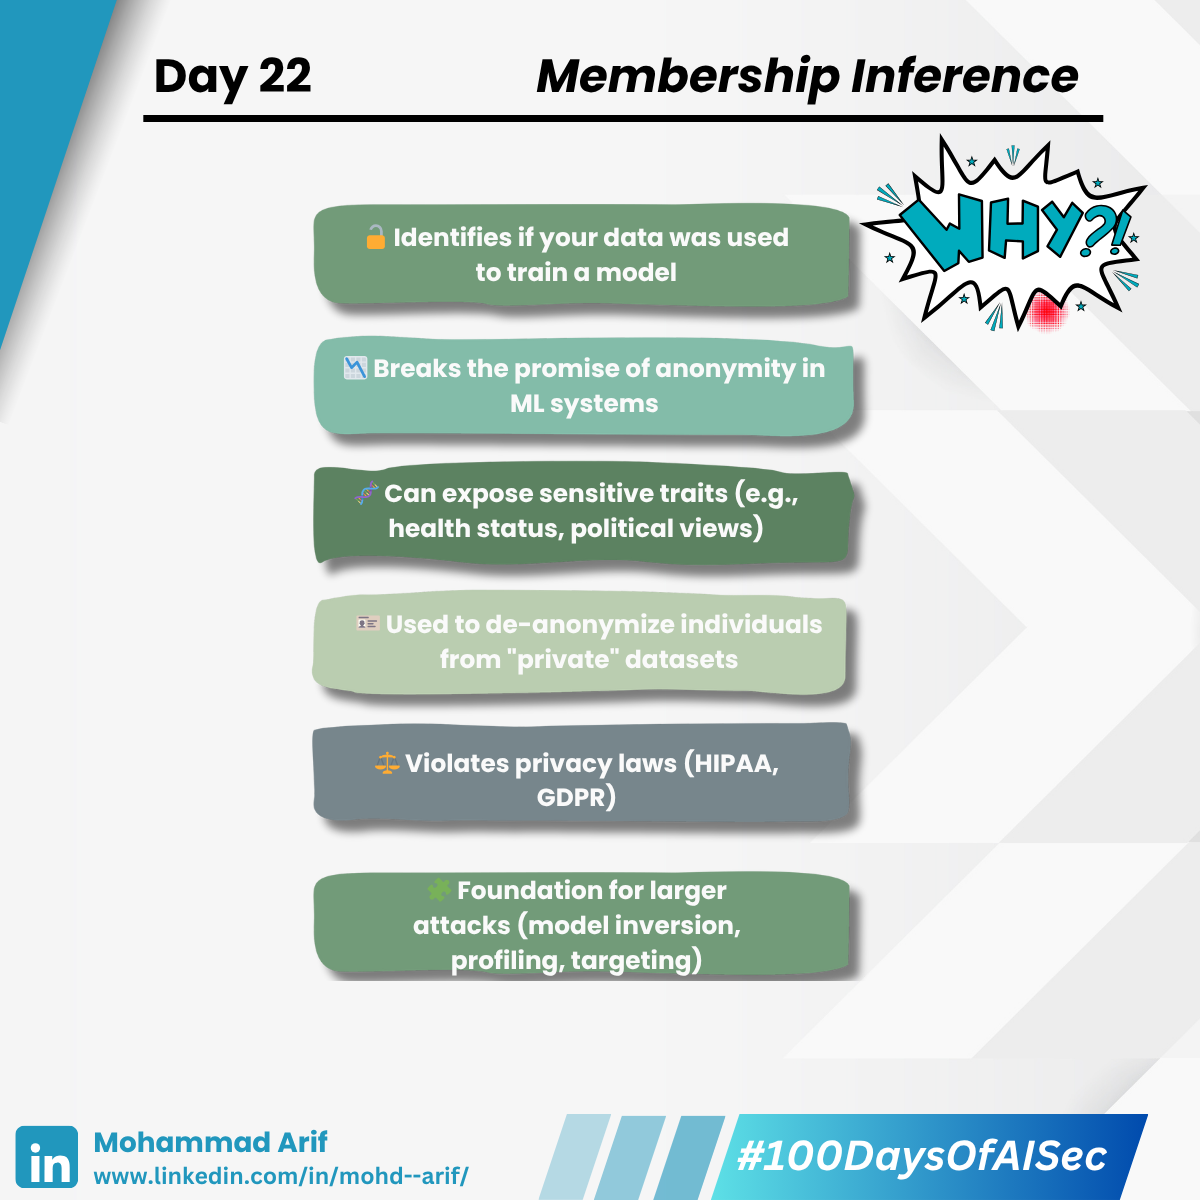 Day 22
Membership Inference
WHY?!
🔓 Identifies if your data was used
to train a model
📉 Breaks the promise of anonymity in
ML systems
🧬 Can expose sensitive traits (e.g.,
health status, political views)
🪪 Used to de-anonymize individuals
from "private" datasets
⚖️ Violates privacy laws (HIPAA,
GDPR)
🧩 Foundation for larger
attacks (model inversion,
profiling, targeting)
in
Mohammad Arif
www.linkedin.com/in/mohd--arif/
#100DaysOfAISec